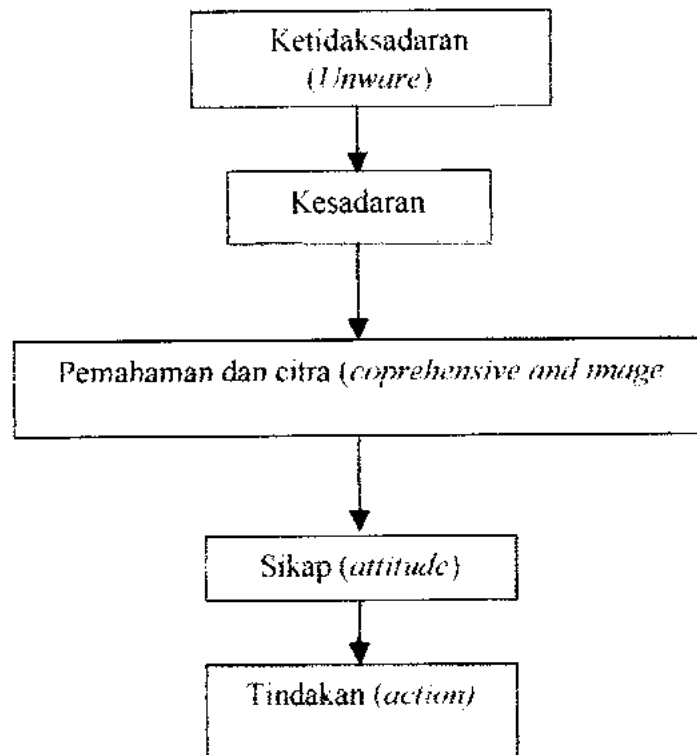 Ketidaksadaran
(Unware)
Kesadaran
Pemahaman dan citra (coprehensive and image
Sikap (attitude)
Tindakan (action)